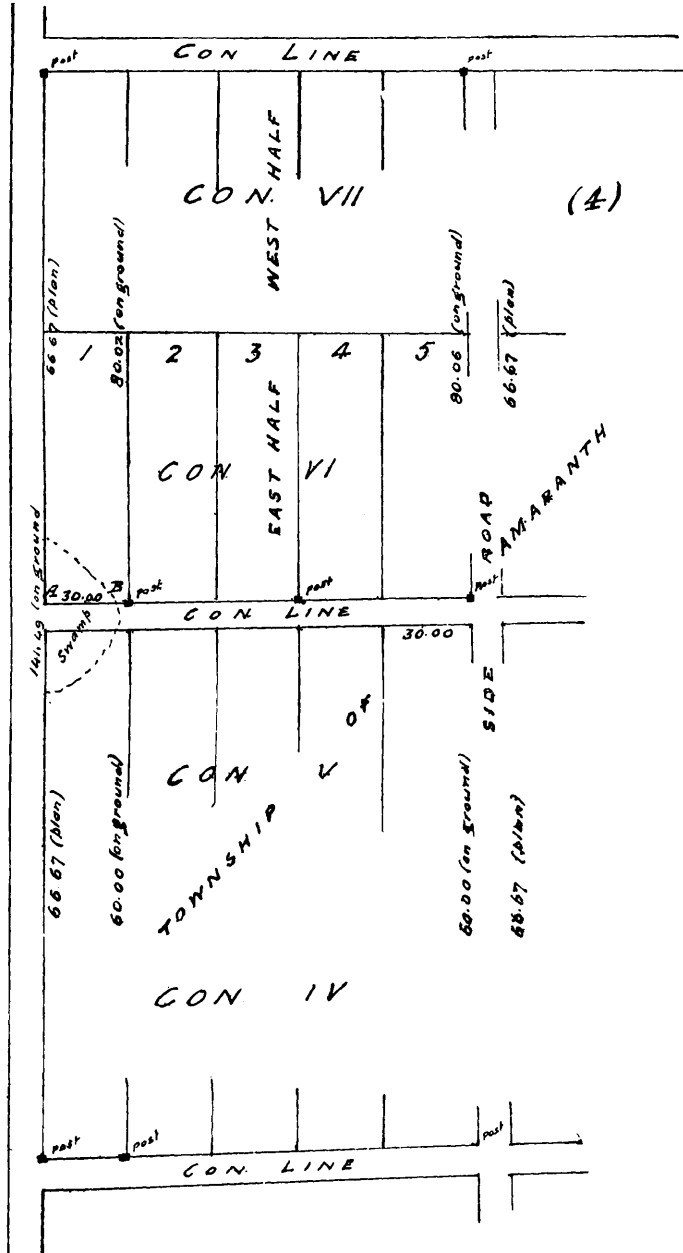 post
CON LINE
post
CON. VII
(4)
WEST HALF
66.67 (plan)
80.02 (on ground)
80.06 (on ground)
66.67 (plan)
1 2 3 4 5
EAST HALF
CON VI
ROAD
AMARANTH
141.49 (on ground
A 30.00 B
post
post
Post
CON LINE
Swamp
30.00
SIDE
OF
CON V
TOWNSHIP
66.67 (plan)
60.00 (on ground)
60.00 (on ground)
66.67 (plan)
CON IV
post
post
post
CON. LINE